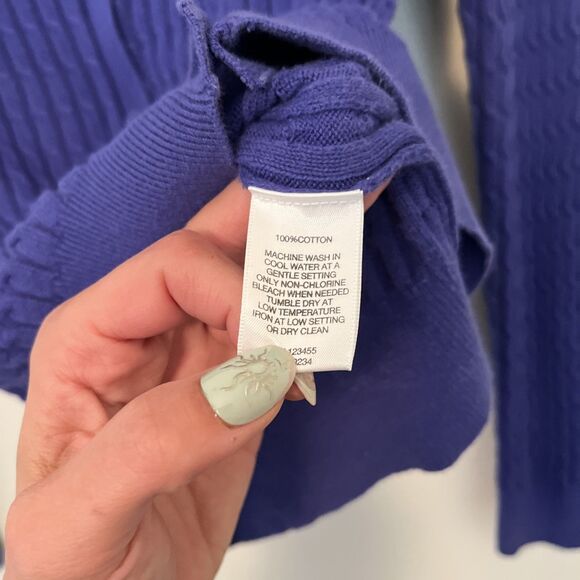 100%COTTON
MACHINE WASH IN
COOL WATER AT A
GENTLE SETTING
ONLY NON-CHLORINE
BLEACH WHEN NEEDED
TUMBLE DRY AT
LOW TEMPERATURE
IRON AT LOW SETTING
OR DRY CLEAN